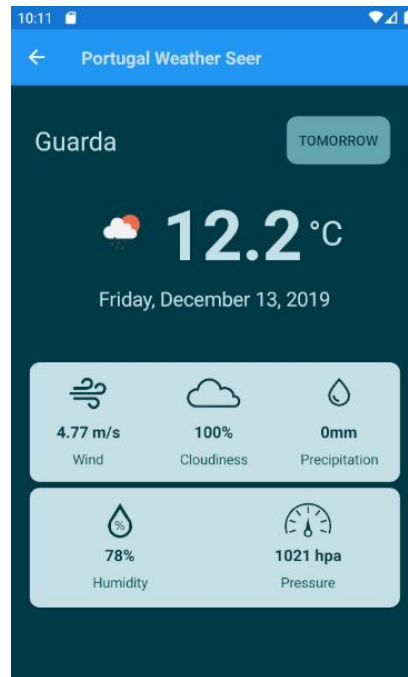 10:11
Portugal Weather Seer
Guarda
TOMORROW
12.2 °C
Friday, December 13, 2019
4.77 m/s
Wind
100%
Cloudiness
0mm
Precipitation
%
78%
Humidity
1021 hpa
Pressure